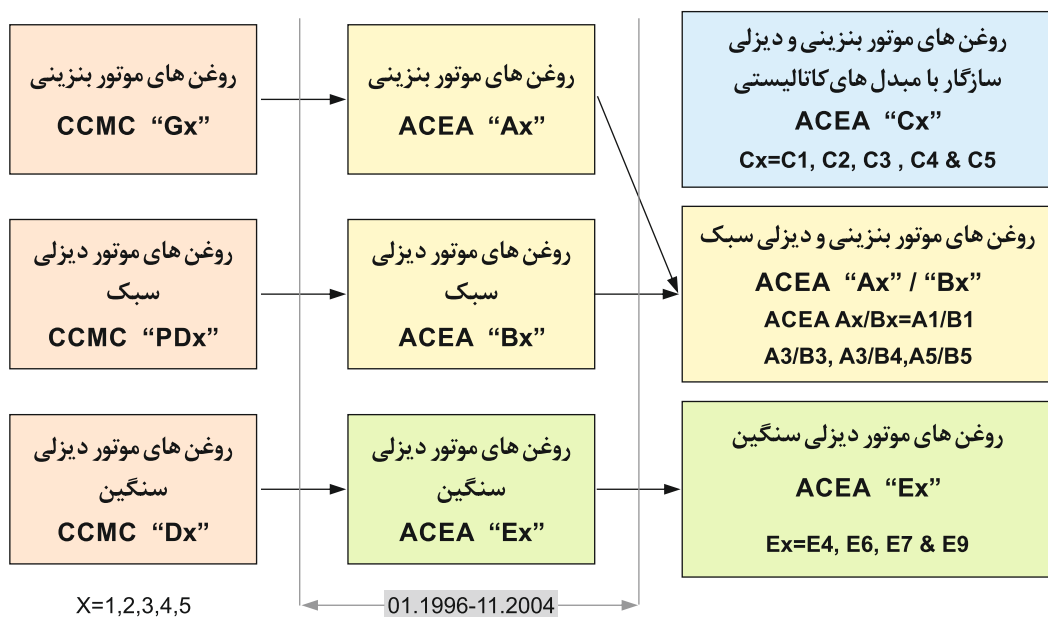 روغن های موتور بنزینی
CCMC “Gx”
روغن های موتور بنزینی
ACEA “Ax”
روغن های موتور بنزینی و دیزلی
سازگار با مبدل های کاتالیستی
ACEA “Cx”
Cx=C1, C2, C3 , C4 & C5
روغن های موتور دیزلی
سبک
CCMC “PDx”
روغن های موتور دیزلی
سبک
ACEA “Bx”
روغن های موتور بنزینی و دیزلی سبک
ACEA “Ax” / “Bx”
ACEA Ax/Bx=A1/B1
A3/B3, A3/B4,A5/B5
روغن های موتور دیزلی
سنگین
CCMC “Dx”
روغن های موتور دیزلی
سنگین
ACEA “Ex”
روغن های موتور دیزلی سنگین
ACEA “Ex”
Ex=E4, E6, E7 & E9
X=1,2,3,4,5
01.1996-11.2004